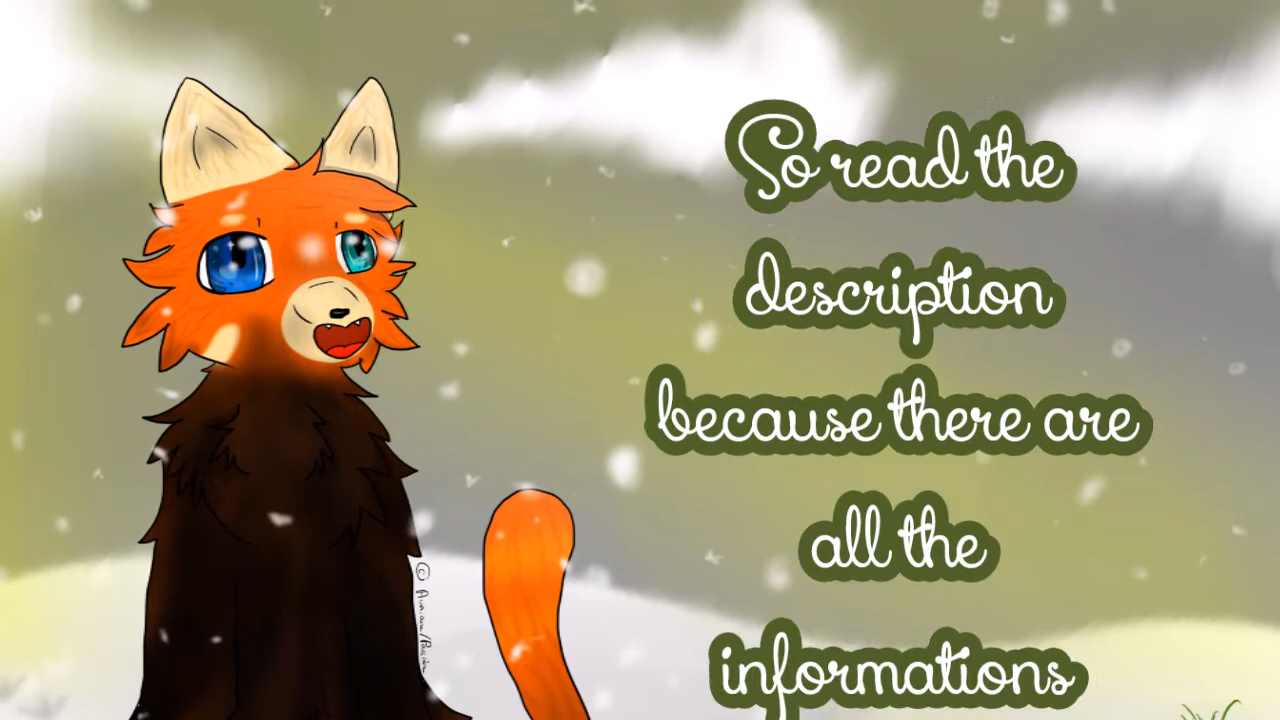 So read the
description
because there are
all the
informations